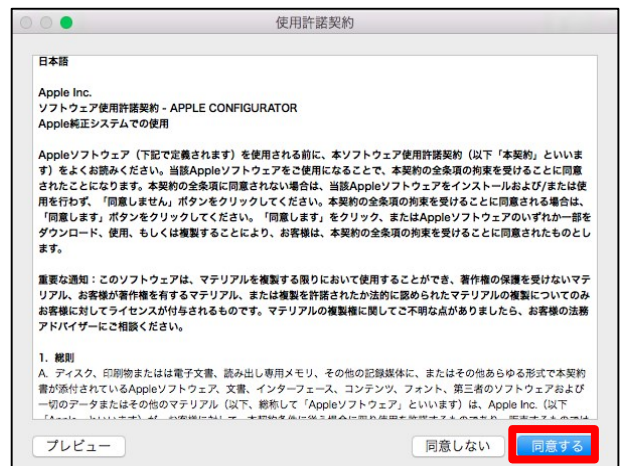 使用許諾契約
日本語
Apple Inc.
ソフトウェア使用許諾契約 - APPLE CONFIGURATOR
Apple純正システムでの使用
Appleソフトウェア（下記で定義されます）を使用される前に、本ソフトウェア使用許諾契約（以下「本契約」といいま
す）をよくお読みください。当該Appleソフトウェアをご使用になることで、本契約の全条項の拘束を受けることに同意
されたことになります。本契約の全条項に同意されない場合は、当該Appleソフトウェアをインストールおよび/または使
用を行わず、「同意しません」ボタンをクリックしてください。本契約の全条項の拘束を受けることに同意される場合は、
「同意します」ボタンをクリックしてください。「同意します」をクリック、またはAppleソフトウェアのいずれか一部を
ダウンロード、使用、もしくは複製することにより、お客様は、本契約の全条項の拘束を受けることに同意されたものとし
ます。
重要な通知：このソフトウェアは、マテリアルを複製する限りにおいて使用することができ、著作権の保護を受けないマテ
リアル、お客様が著作権を有するマテリアル、または複製を許諾されたか法的に認められたマテリアルの複製についてのみ
お客様に対してライセンスが付与されるものです。マテリアルの複製権に関してご不明な点がありましたら、お客様の法務
アドバイザーにご相談ください。
1. 総則
A. ディスク、印刷物または電子文書、読み出し専用メモリ、その他の記録媒体に、またはその他あらゆる形式で本契約
書が添付されているAppleソフトウェア、文書、インターフェース、コンテンツ、フォント、第三者のソフトウェアおよび
一切のデータまたはその他のマテリアル（以下、総称して「Appleソフトウェア」といいます）は、Apple Inc.（以下
プレビュー
同意しない
同意する